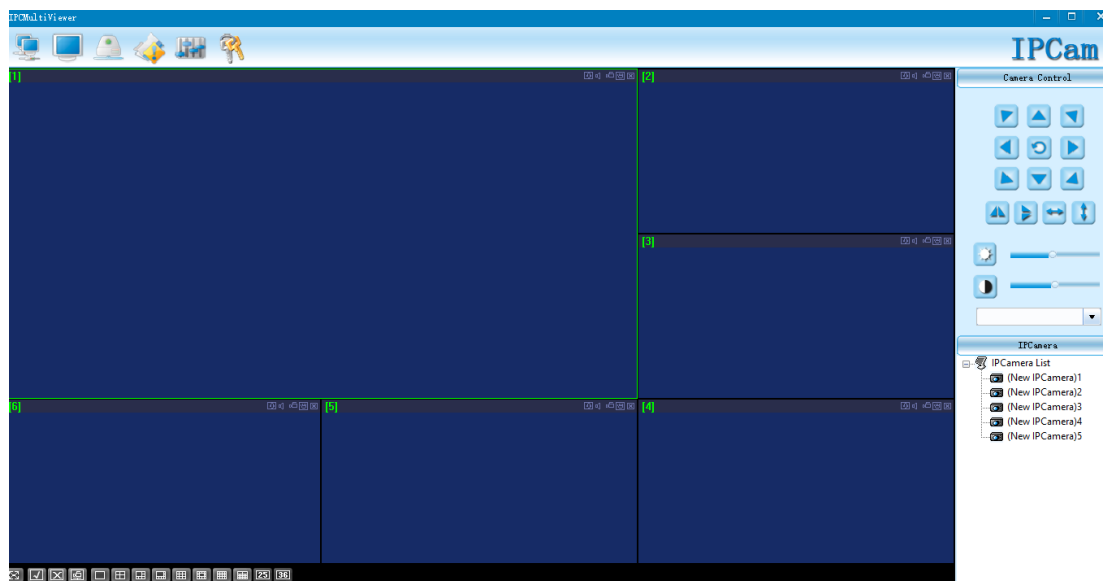 IPCMultiViewer
IPCam
[1]
[2]
Camera Control
[3]
IPCamera
IPCamera List
(New IPCamera)1
(New IPCamera)2
(New IPCamera)3
(New IPCamera)4
(New IPCamera)5
[6]
[5]
[4]
25
36